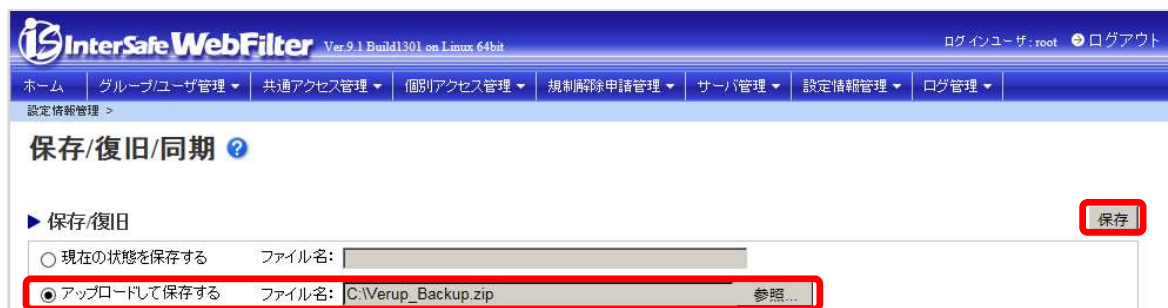 InterSafe WebFilter Ver.9.1 Build1301 on Linux 64bit ログインユーザ:root ログアウト
ホーム グループ/ユーザ管理▼ 共通アクセス管理▼ 個別アクセス管理▼ 規制解除申請管理▼ サーバ管理▼ 設定情報管理▼ ログ管理▼
設定情報管理 >
保存/復旧/同期 ?
▶ 保存/復旧 保存
現在の状態を保存する ファイル名:
アップロードして保存する ファイル名: C:\Verup_Backup.zip 参照...